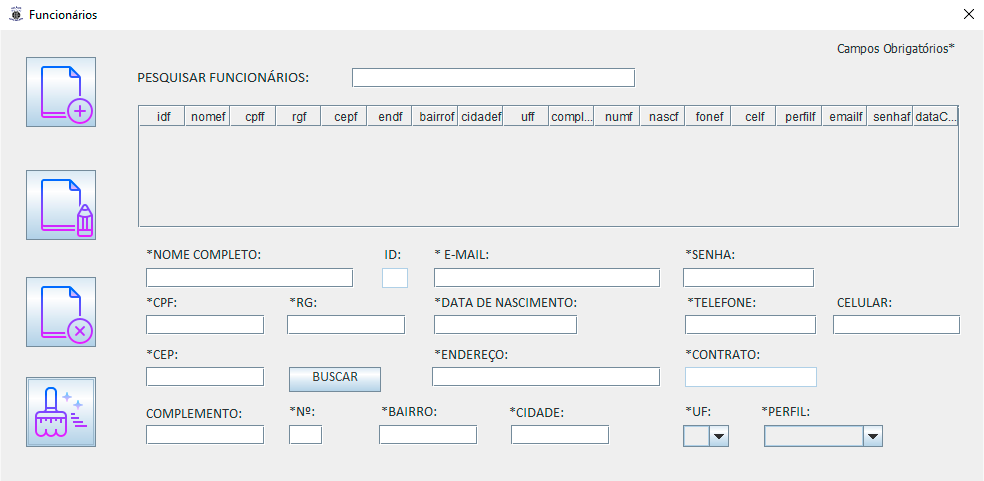 Funcionários
Campos Obrigatórios*
PESQUISAR FUNCIONÁRIOS:
idf nomef cpff rgf cepf endf bairrof cidadef uff compl... numf nascf fonef celf perfilf emailf senhaf dataC...
*NOME COMPLETO: ID: * E-MAIL: *SENHA:
*CPF: *RG: *DATA DE NASCIMENTO: *TELEFONE: CELULAR:
*CEP: *ENDEREÇO: *CONTRATO:
BUSCAR
COMPLEMENTO: *Nº: *BAIRRO: *CIDADE: *UF: *PERFIL: